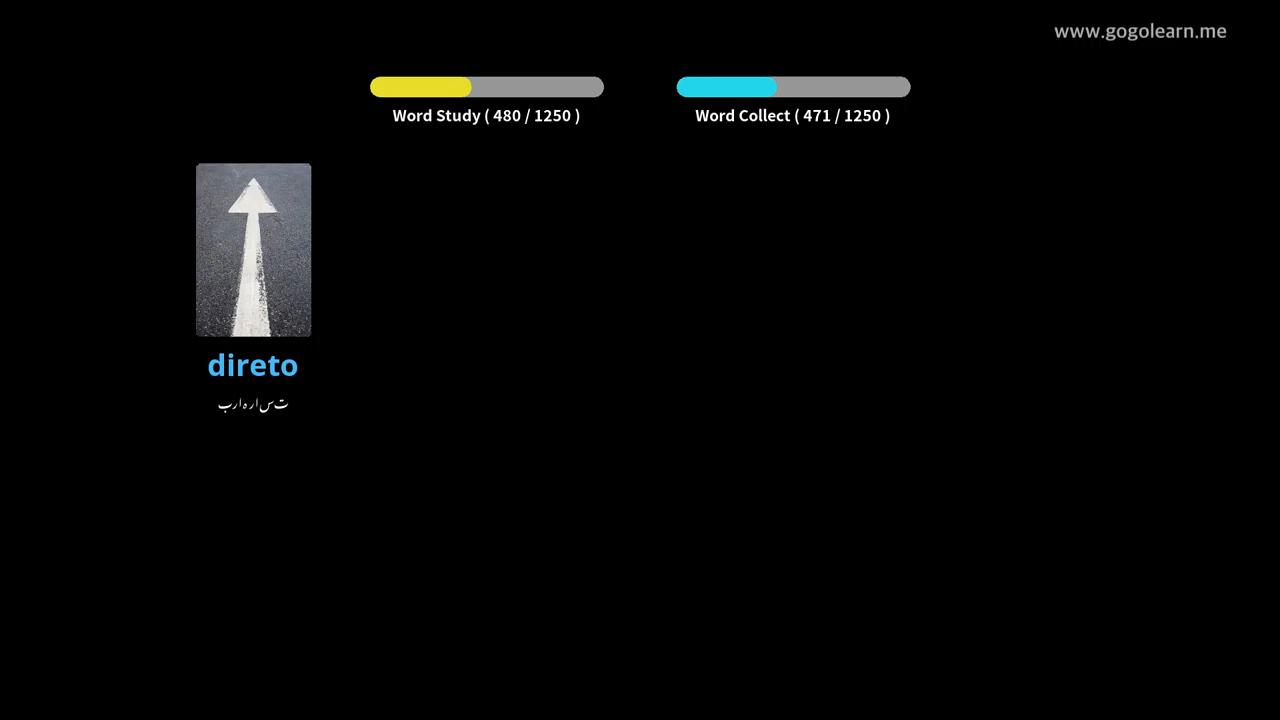 www.gogolearn.me
Word Study ( 480 / 1250 )
Word Collect ( 471 / 1250 )
direto
براہ راست